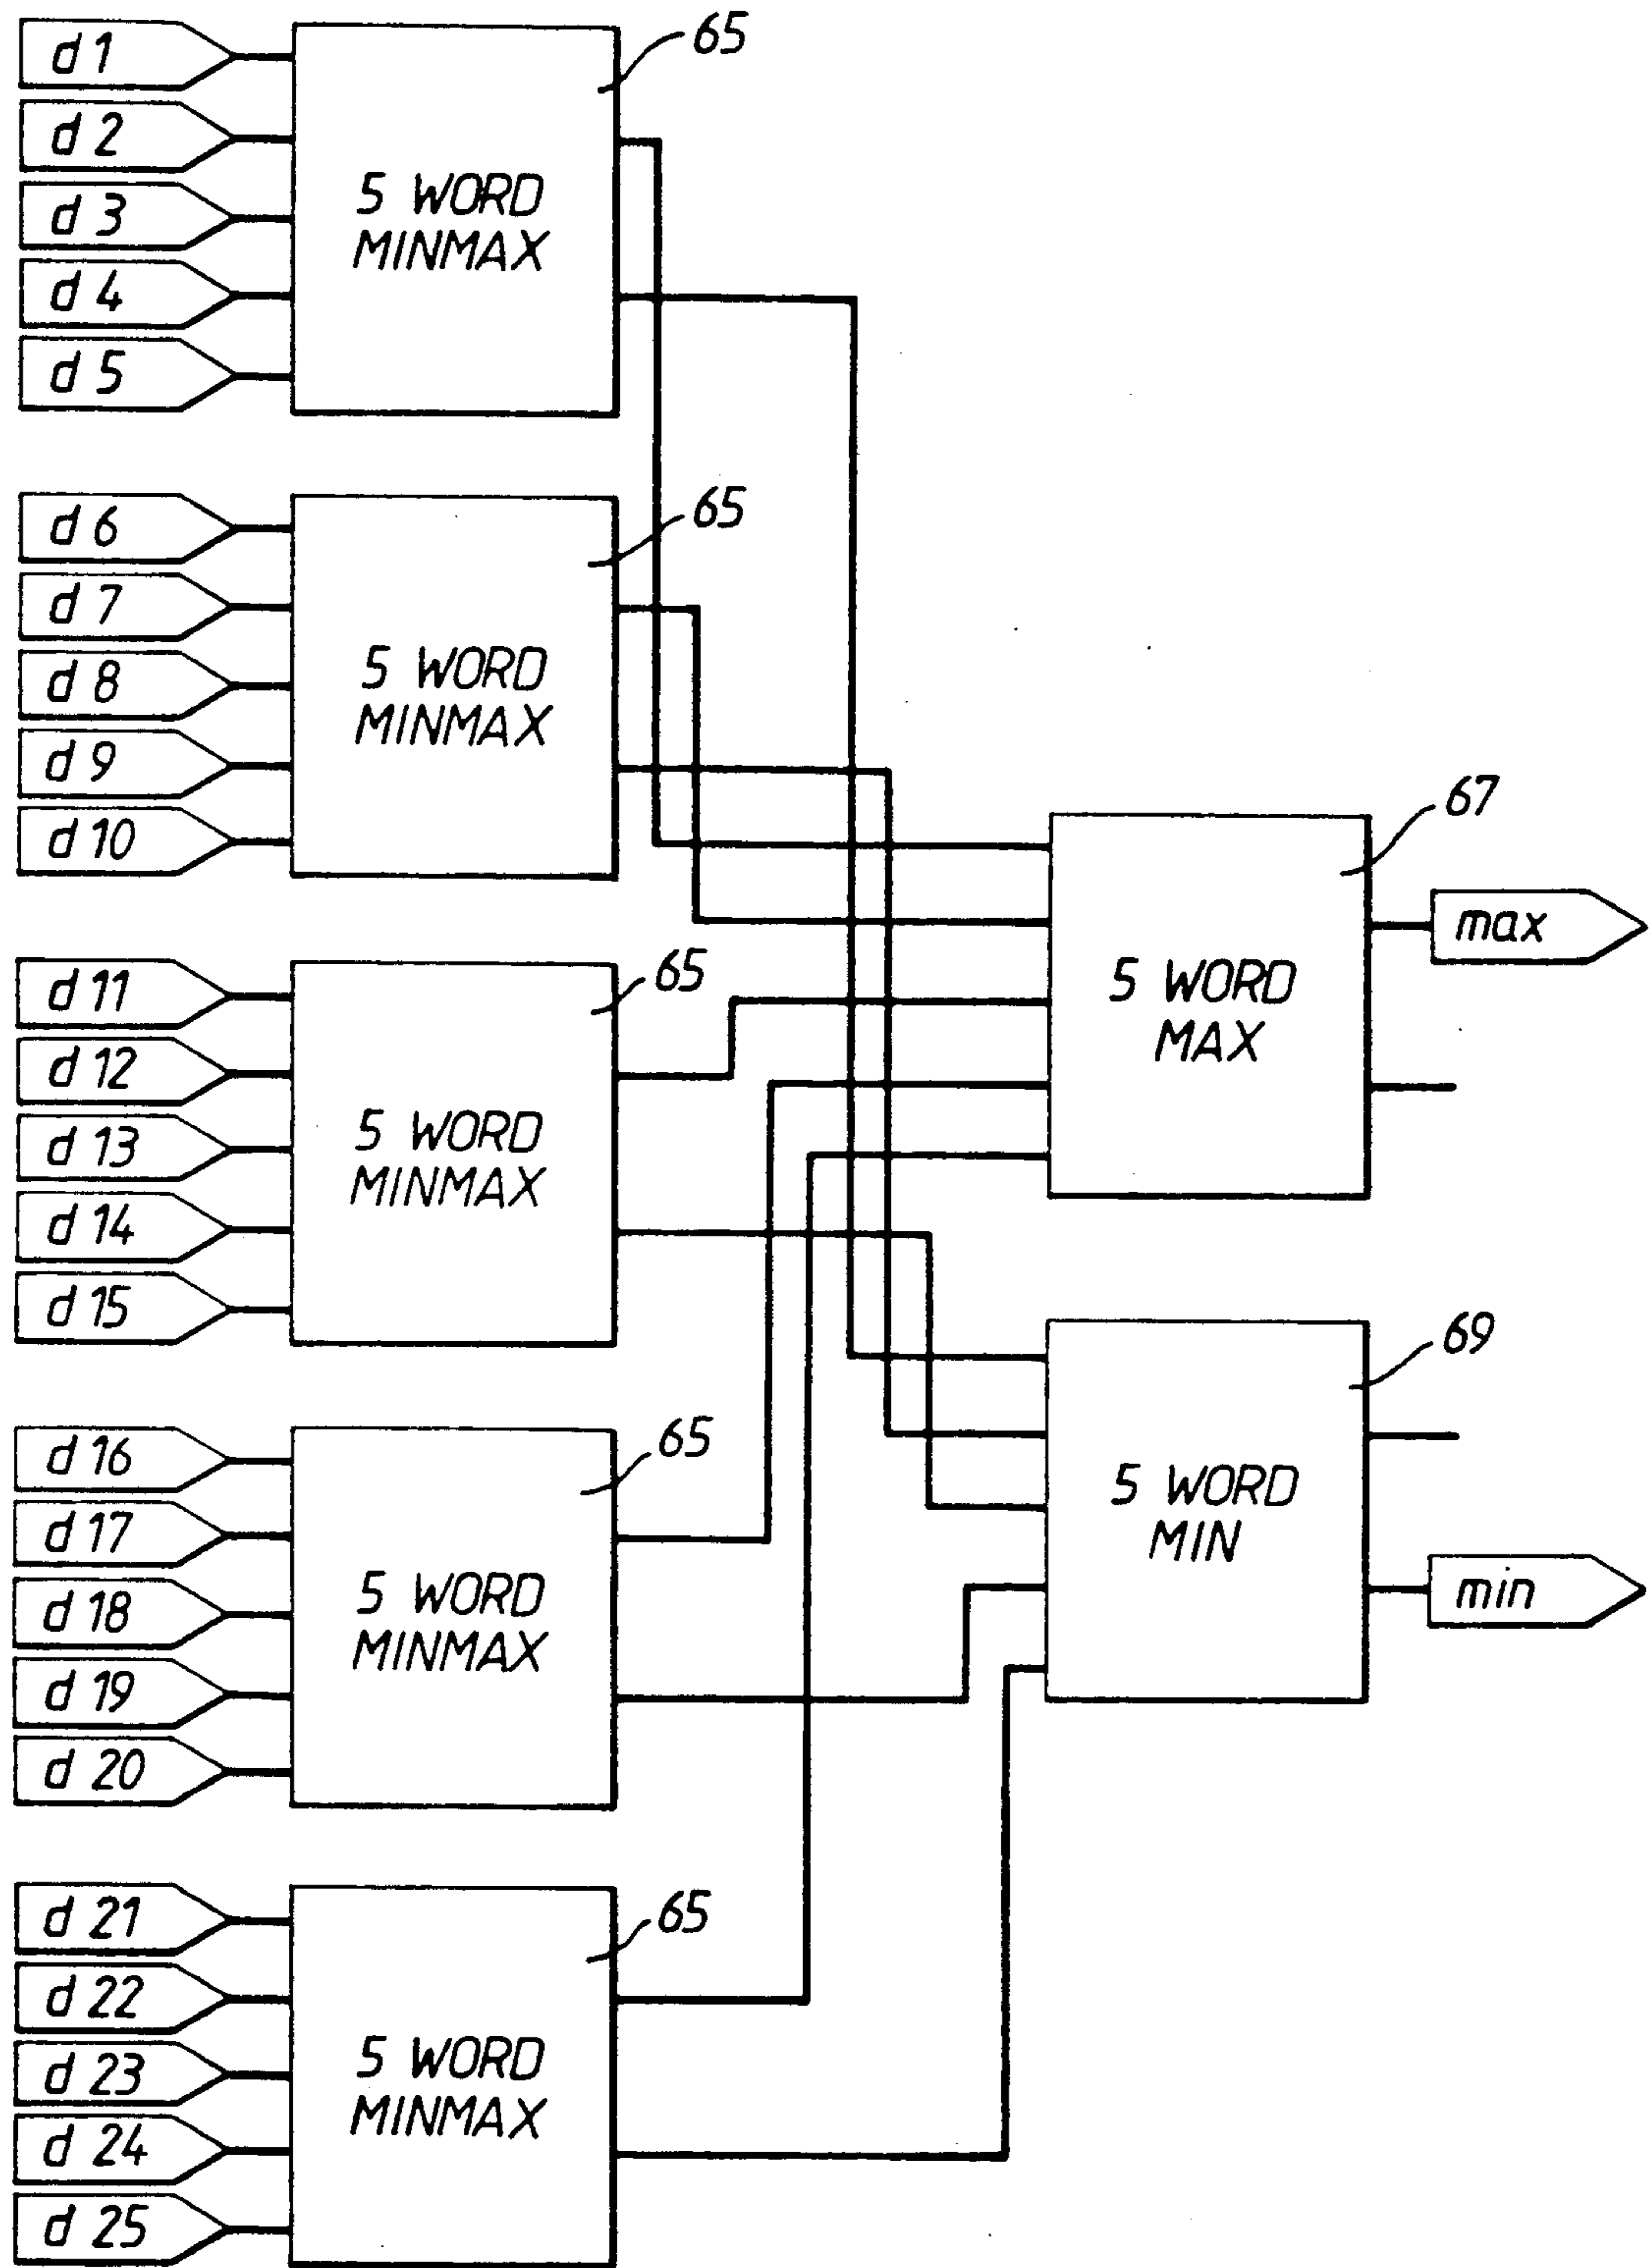 d 1
d 2
d 3
d 4
d 5
5 WORD
MINMAX
65
d 6
d 7
d 8
d 9
d 10
5 WORD
MINMAX
65
d 11
d 12
d 13
d 14
d 15
5 WORD
MINMAX
65
d 16
d 17
d 18
d 19
d 20
5 WORD
MINMAX
65
d 21
d 22
d 23
d 24
d 25
5 WORD
MINMAX
65
67
5 WORD
MAX
max
69
5 WORD
MIN
min